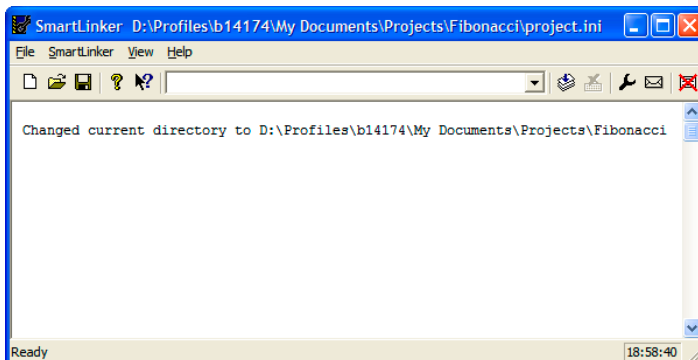 SmartLinker D:\Profiles\b14174\My Documents\Projects\Fibonacci\project.ini
File SmartLinker View Help
Changed current directory to D:\Profiles\b14174\My Documents\Projects\Fibonacci
Ready 18:58:40